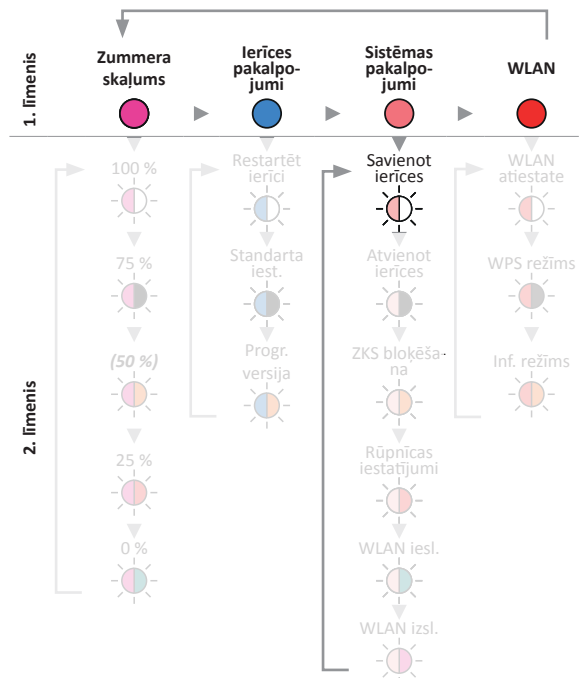 1. līmenis
Zummera
skaļums
Ierīces
pakalpo-
jumi
Sistēmas
pakalpo-
jumi
WLAN
2. līmenis
100 %
75 %
(50 %)
25 %
0 %
Restartēt
ierīci
Standarta
iest.
Progr.
versija
Savienot
ierīces
Atvienot
ierīces
ZKS bloķēša-
na
Rūpnīcas
iestatījumi
WLAN iesl.
WLAN izsl.
WLAN
atiestate
WPS režīms
Inf. režīms